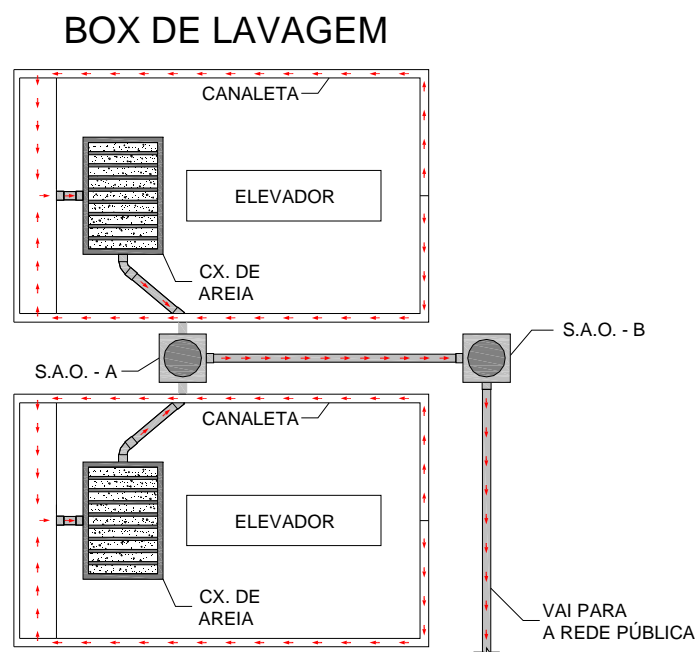 BOX DE LAVAGEM
CANALETA
ELEVADOR
CX. DE
AREIA
S.A.O. - B
S.A.O. - A
CANALETA
ELEVADOR
CX. DE
AREIA
VAI PARA
A REDE PÚBLICA